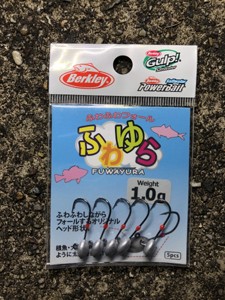 Berkley
Gulp!
PowerBait
ふわふわフォール
ふわゆら
FUWAYURA
Weight
1.0g
ふわふわしながら
フォールするオリジナル
ヘッド形状
5pcs